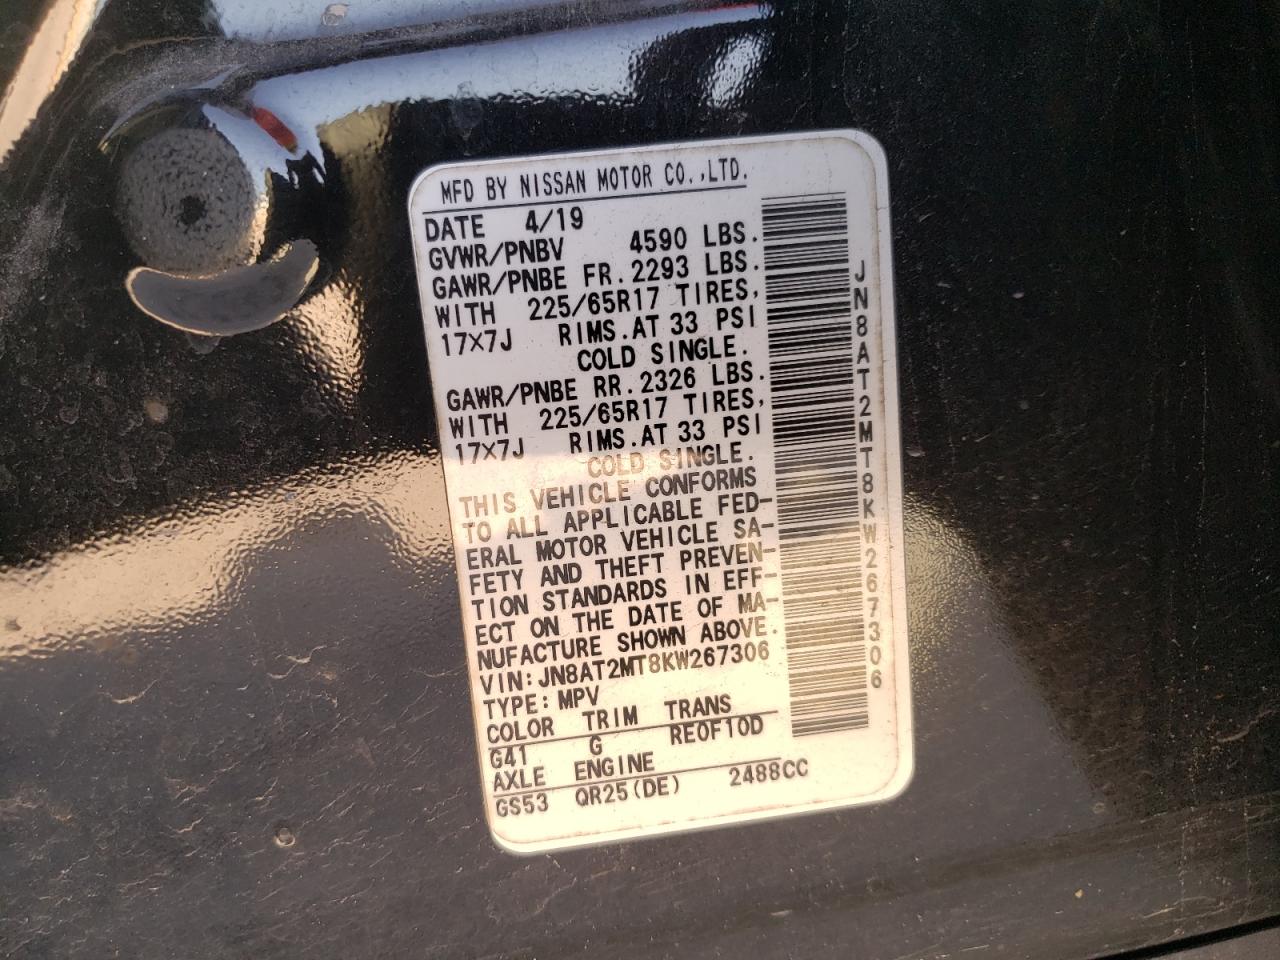 MFD BY NISSAN MOTOR CO.,LTD.
DATE 4/19
GVWR/PNBV 4590 LBS.
GAWR/PNBE FR.2293 LBS.
WITH 225/65R17 TIRES,
17×7J RIMS.AT 33 PSI
COLD SINGLE.
GAWR/PNBE RR.2326 LBS.
WITH 225/65R17 TIRES,
17×7J RIMS.AT 33 PSI
COLD SINGLE.
THIS VEHICLE CONFORMS
TO ALL APPLICABLE FED-
ERAL MOTOR VEHICLE SA-
FETY AND THEFT PREVEN-
TION STANDARDS IN EFF-
ECT ON THE DATE OF MA-
NUFACTURE SHOWN ABOVE.
VIN:JN8AT2MT8KW267306
TYPE:MPV
COLOR TRIM TRANS
G41 G RE0F10D
AXLE ENGINE
GS53 QR25(DE) 2488CC
JN8AT2MT8KW267306